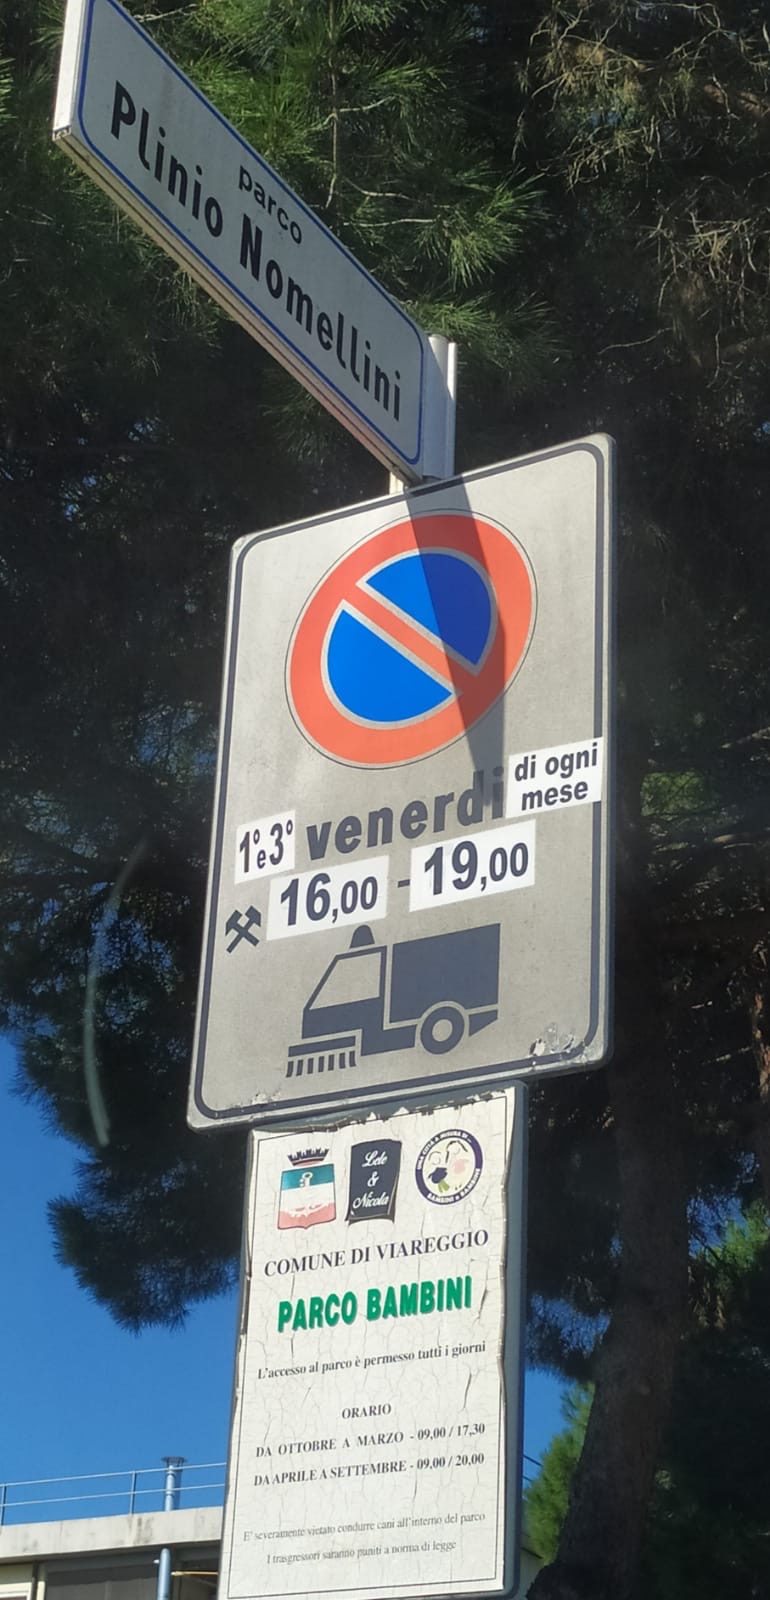 parco
Plinio Nomellini
1° e 3° venerdì di ogni mese
16,00 - 19,00
Lele
&
Nicola
COMUNE DI VIAREGGIO
PARCO BAMBINI
L'accesso al parco è permesso tutti i giorni
ORARIO
DA OTTOBRE A MARZO - 09,00 / 17,30
DA APRILE A SETTEMBRE - 09,00 / 20,00
E' severamente vietato condurre cani all'interno del parco
I trasgressori saranno puniti a norma di legge